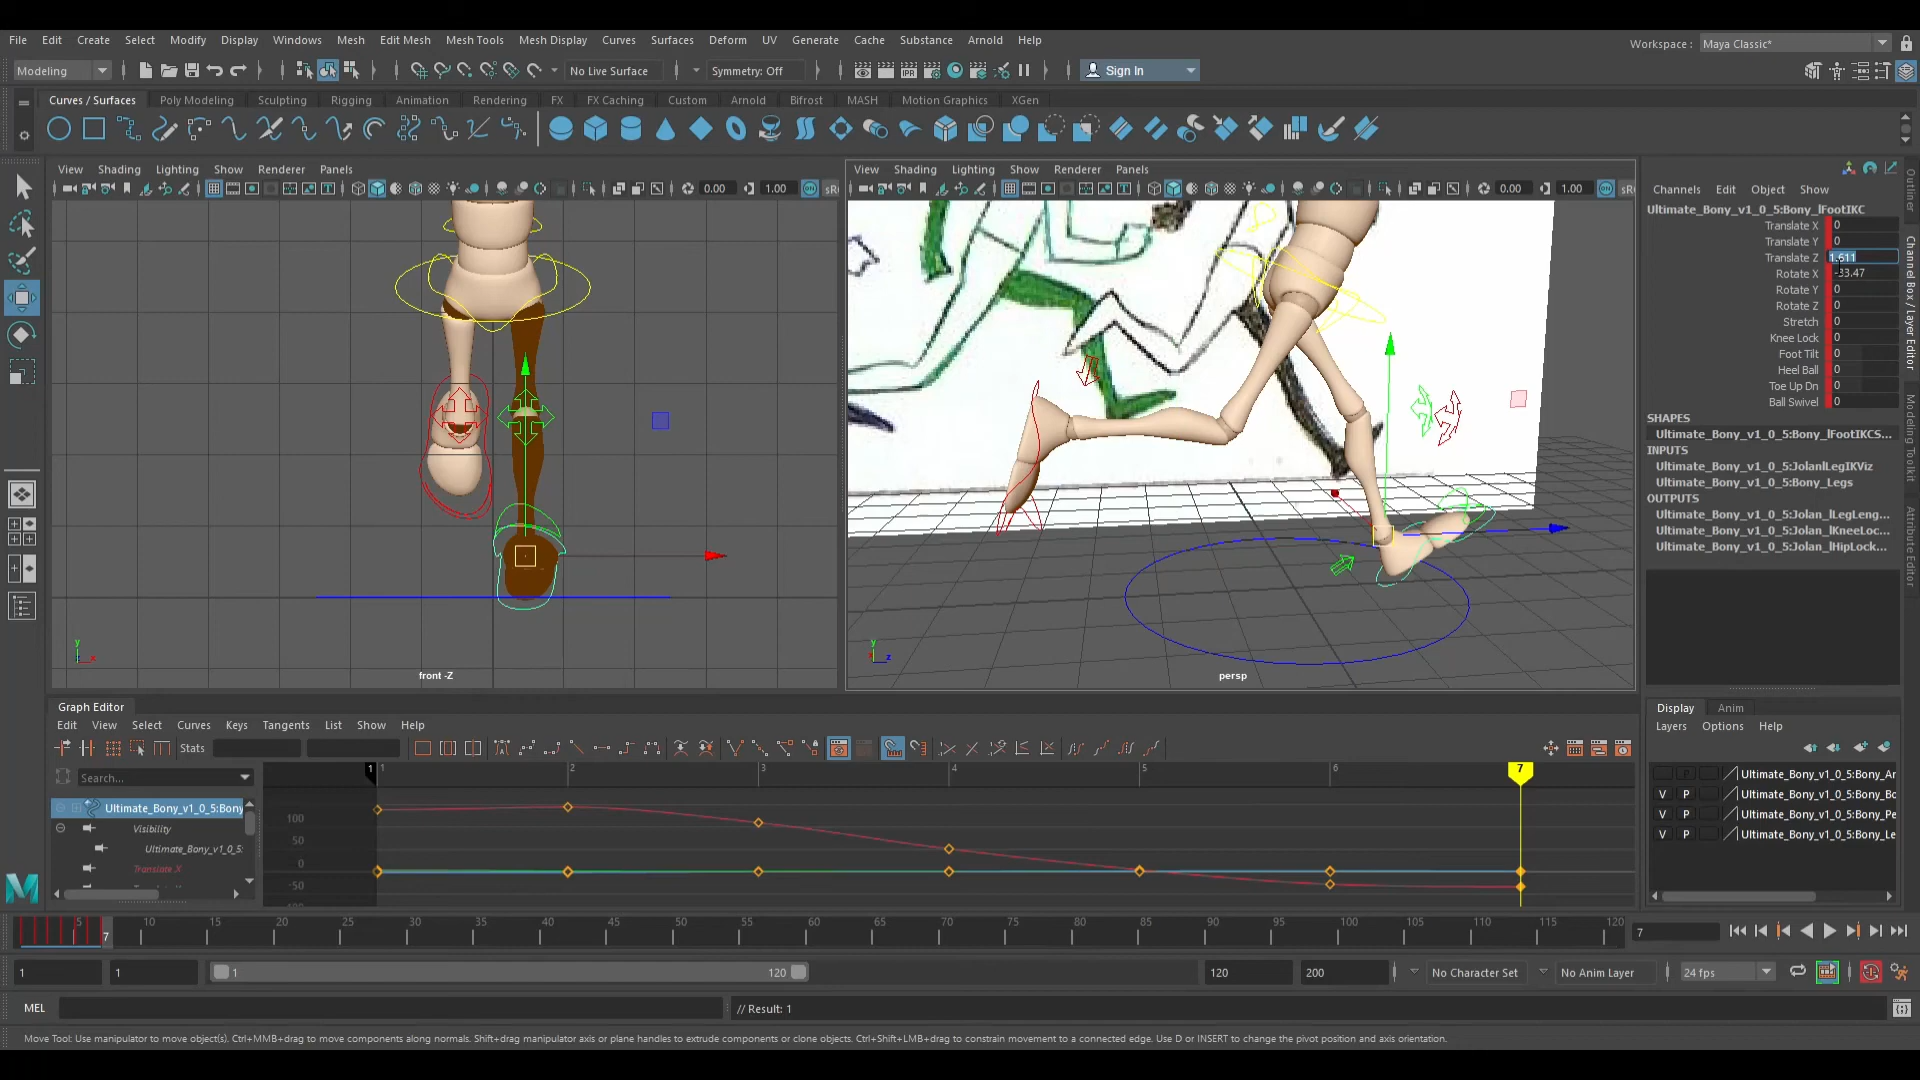 File Edit Create Select Modify Display Windows Mesh Edit Mesh Mesh Tools Mesh Display Curves Surfaces Deform UV Generate Cache Substance Arnold Help
Workspace : Maya Classic*
Modeling No Live Surface Symmetry: Off Sign In
Curves / Surfaces Poly Modeling Sculpting Rigging Animation Rendering FX FX Caching Custom Arnold Bifrost MASH Motion Graphics XGen
View Shading Lighting Show Renderer Panels
0.00 1.00
front -Z
View Shading Lighting Show Renderer Panels
0.00 1.00
persp
Channels Edit Object Show
Ultimate_Bony_v1_0_5:Bony_lFootIKC
Translate X 0
Translate Y 0
Translate Z 1.611
Rotate X -33.47
Rotate Y 0
Rotate Z 0
Stretch 0
Knee Lock 0
Foot Tilt 0
Heel Ball 0
Toe Up Dn 0
Ball Swivel 0
SHAPES
Ultimate_Bony_v1_0_5:Bony_lFootIKCS...
INPUTS
Ultimate_Bony_v1_0_5:JolanlLegIKViz
Ultimate_Bony_v1_0_5:Bony_Legs
OUTPUTS
Ultimate_Bony_v1_0_5:Jolan_lLegLeng...
Ultimate_Bony_v1_0_5:Jolan_lKneeLoc...
Ultimate_Bony_v1_0_5:Jolan_lHipLock...
Outliner
Channel Box / Layer Editor
Modeling Toolkit
Attribute Editor
Display Anim
Layers Options Help
V P Ultimate_Bony_v1_0_5:Bony_Bo
V P Ultimate_Bony_v1_0_5:Bony_Pe
V P Ultimate_Bony_v1_0_5:Bony_Le
Graph Editor
Edit View Select Curves Keys Tangents List Show Help
Stats
Search...
Ultimate_Bony_v1_0_5:Bony
Visibility
Ultimate_Bony_v1_0_5:
Translate X
1 1 2 3 4 5 6 7
100
50
0
-50
5 7 10 15 20 25 30 35 40 45 50 55 60 65 70 75 80 85 90 95 100 105 110 115 120
7
1 1 1 120 120 200 No Character Set No Anim Layer 24 fps
MEL // Result: 1
Move Tool: Use manipulator to move object(s). Ctrl+MMB+drag to move components along normals. Shift+drag manipulator axis or plane handles to extrude components or clone objects. Ctrl+Shift+LMB+drag to constrain movement to a connected edge. Use D or INSERT to change the pivot position and axis orientation.